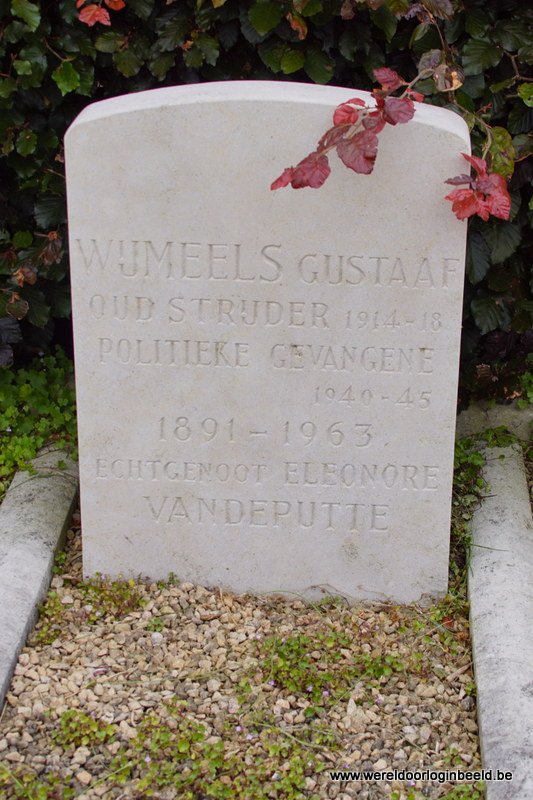 WIJMEELS GUSTAAF
OUD STRIJDER 1914-18
POLITIEKE GEVANGENE
1940-45
1891-1963.
ECHTGENOOT ELEONORE
VANDEPUTTE
www.wereldoorloginbeeld.be